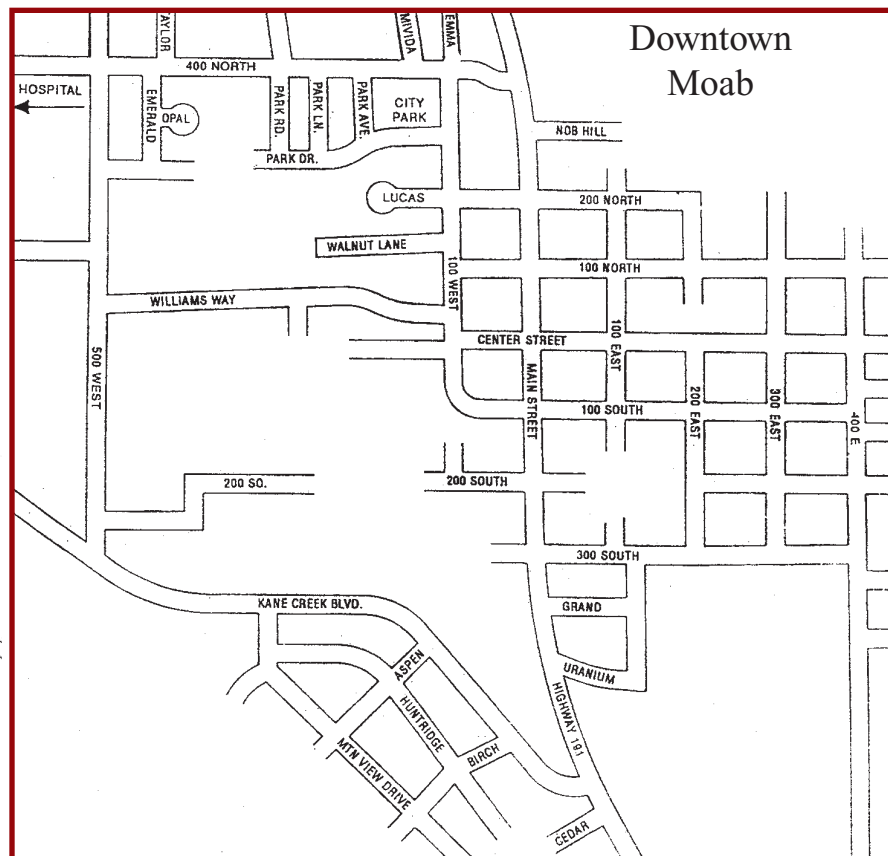 Downtown
Moab
TAYLOR
MIVIDA
EMMA
400 NORTH
HOSPITAL
EMERALD
OPAL
PARK RD.
PARK LN.
PARK AVE.
CITY
PARK
NOB HILL
PARK DR.
LUCAS
200 NORTH
WALNUT LANE
100 WEST
100 NORTH
WILLIAMS WAY
CENTER STREET
100 EAST
500 WEST
MAIN STREET
200 EAST
300 EAST
400 E.
100 SOUTH
200 SO.
200 SOUTH
300 SOUTH
KANE CREEK BLVD.
GRAND
ASPEN
URANIUM
HUNTRIDGE
HIGHWAY 191
MTN VIEW DRIVE
BIRCH
CEDAR